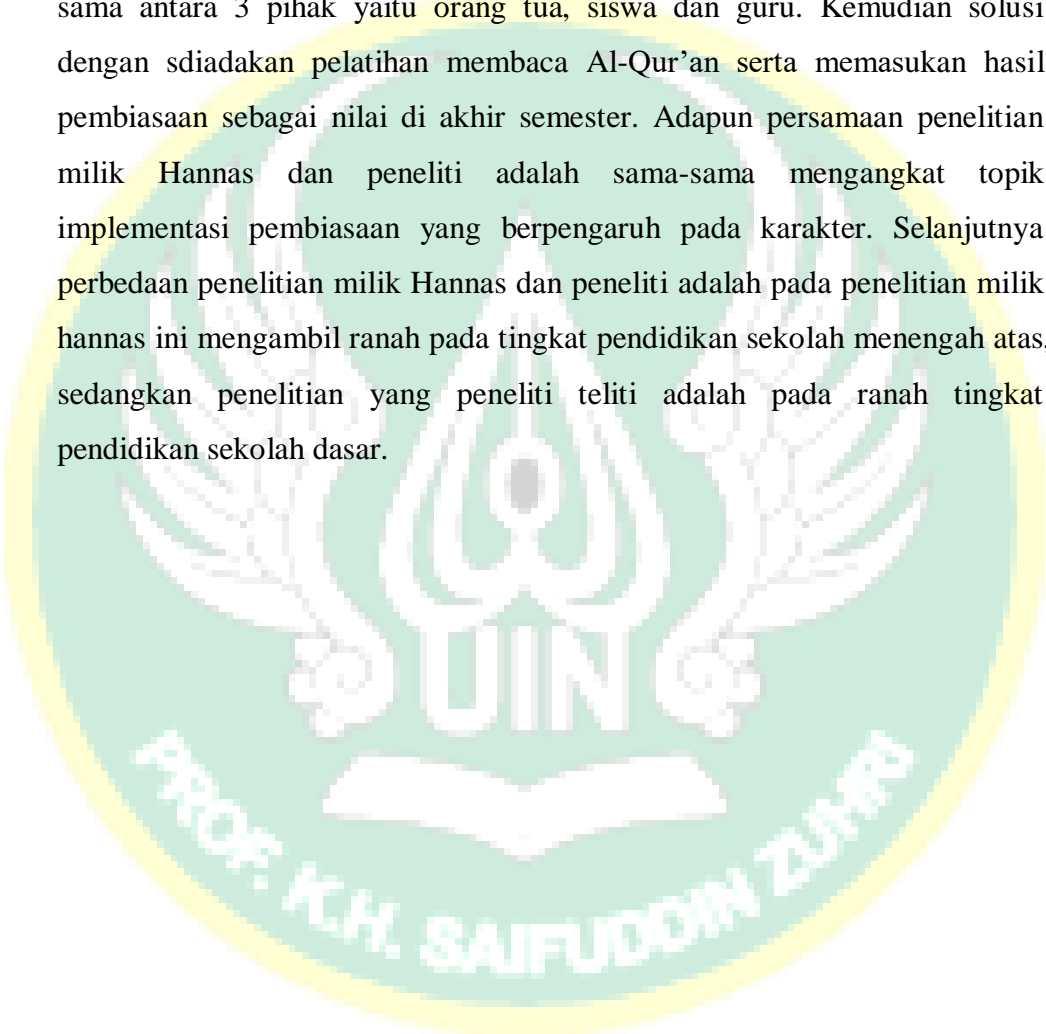 sama antara 3 pihak yaitu orang tua, siswa dan guru. Kemudian solusi
dengan sdiadakan pelatihan membaca Al-Qur’an serta memasukan hasil
pembiasaan sebagai nilai di akhir semester. Adapun persamaan penelitian
milik Hannas dan peneliti adalah sama-sama mengangkat topik
implementasi pembiasaan yang berpengaruh pada karakter. Selanjutnya
perbedaan penelitian milik Hannas dan peneliti adalah pada penelitian milik
hannas ini mengambil ranah pada tingkat pendidikan sekolah menengah atas,
sedangkan penelitian yang peneliti teliti adalah pada ranah tingkat
pendidikan sekolah dasar.
UIN
PROF. K.H. SAIFUDDIN ZUHRI